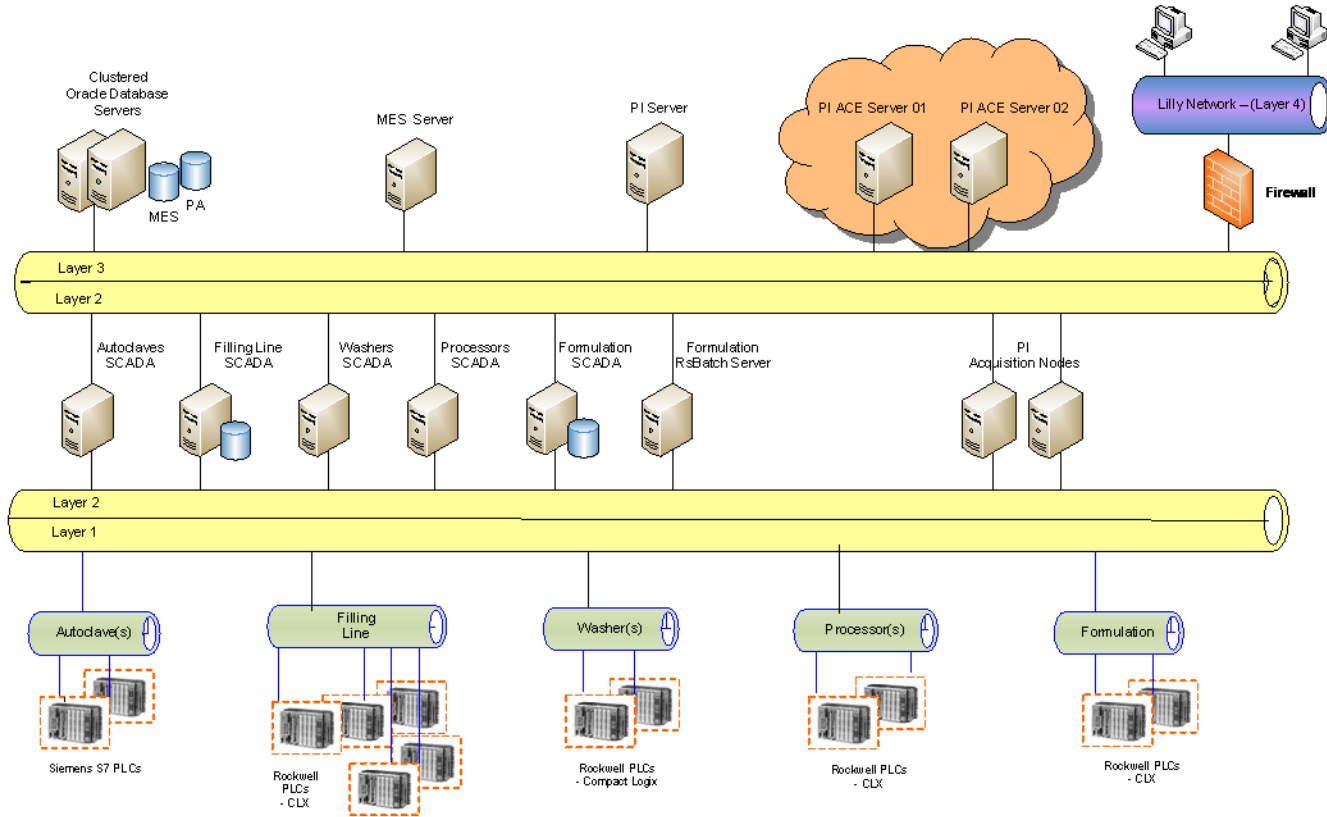 Clustered
Oracle Database
Servers
MES
PA
MES Server
PI Server
PI ACE Server 01
PI ACE Server 02
Lilly Network – (Layer 4)
Firewall
Layer 3
Layer 2
Autoclaves
SCADA
Filling Line
SCADA
Washers
SCADA
Processors
SCADA
Formulation
SCADA
Formulation
RsBatch Server
PI
Acquisition Nodes
Layer 2
Layer 1
Autoclave(s)
Filling
Line
Washer(s)
Processor(s)
Formulation
Siemens S7 PLCs
Rockwell
PLCs
- CLX
Rockwell PLCs
- Compact Logix
Rockwell PLCs
- CLX
Rockwell PLCs
- CLX